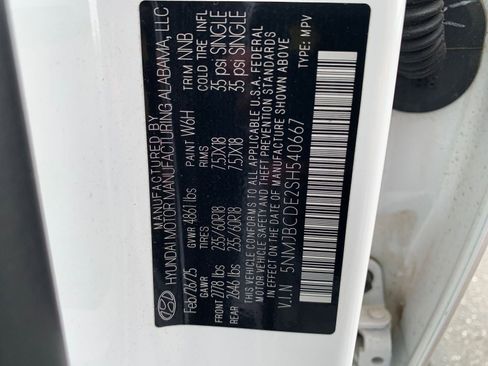 MANUFACTURED BY
HYUNDAI MOTOR MANUFACTURING ALABAMA, LLC
Feb/26/25 GVWR 4861 lbs PAINT W6H TRIM NNB
GAWR TIRES RIMS COLD TIRE INFL
FRONT 2778 lbs 235/60R18 7.5JX18 35 psi SINGLE
REAR 2646 lbs 235/60R18 7.5JX18 35 psi SINGLE
THIS VEHICLE CONFORMS TO ALL APPLICABLE U.S.A. FEDERAL
MOTOR VEHICLE SAFETY AND THEFT PREVENTION STANDARDS
IN EFFECT ON THE DATE OF MANUFACTURE SHOWN ABOVE
V.I.N 5NMJBCDE2SH540667 TYPE: MPV